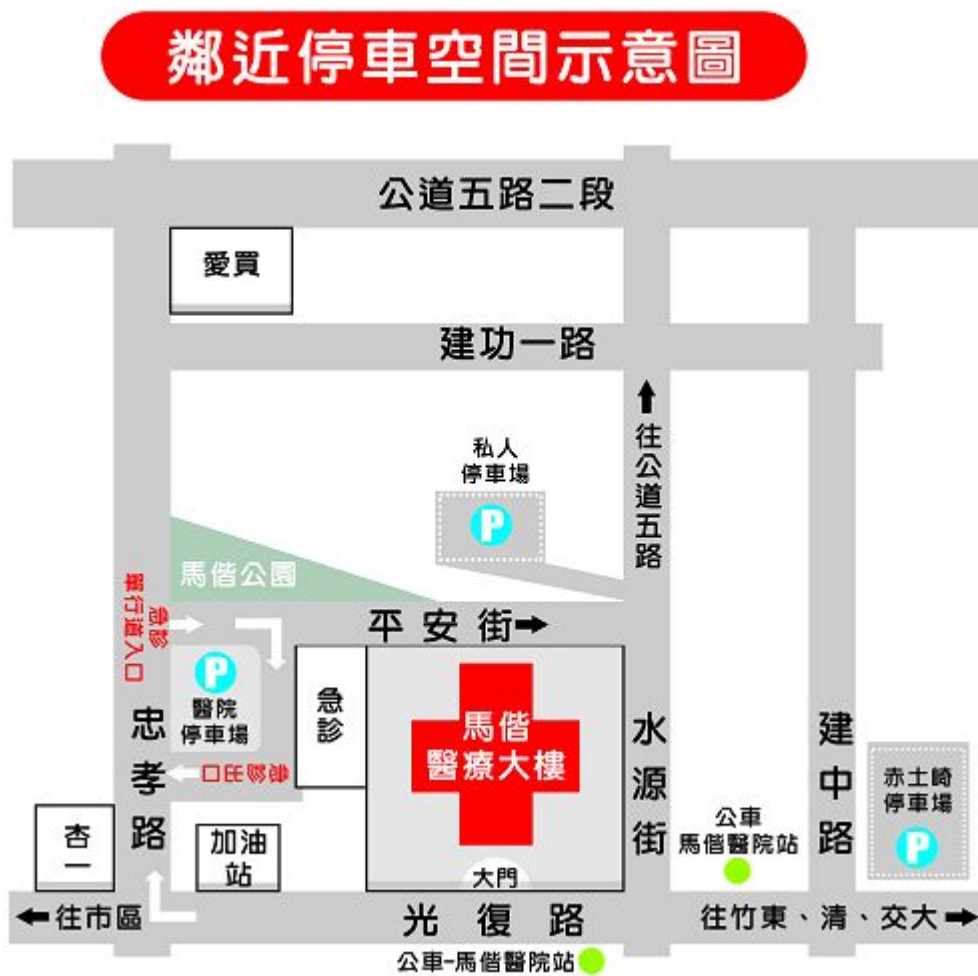 鄰近停車空間示意圖
公道五路二段
愛買
建功一路
往公道五路
私人
停車場
P
馬偕公園
急診
單行道入口
平安街
P
醫院
停車場
急診
馬偕
醫療大樓
忠孝路
急診出口
水源街
建中路
赤土崎
停車場
P
公車
馬偕醫院站
杏一
加油
站
大門
往市區
光復路
往竹東、清、交大
公車-馬偕醫院站